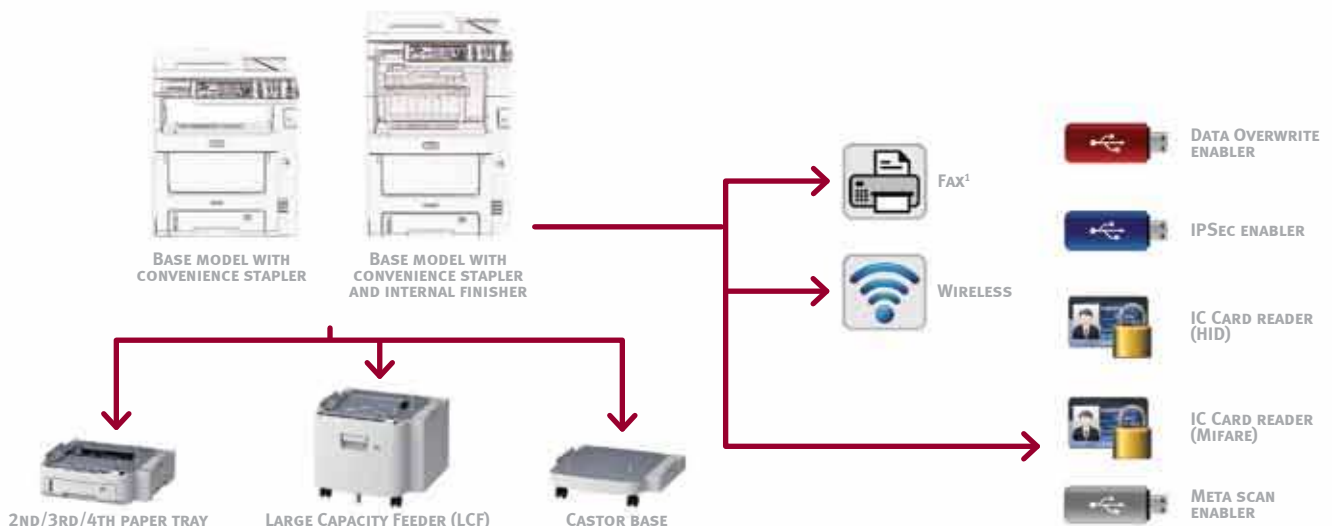 Base model with
convenience stapler
Base model with
convenience stapler
and internal finisher
Fax¹
Wireless
Data Overwrite
enabler
IPSec enabler
IC Card reader
(HID)
IC Card reader
(Mifare)
Meta scan
enabler
2nd/3rd/4th paper tray
Large Capacity Feeder (LCF)
Castor base